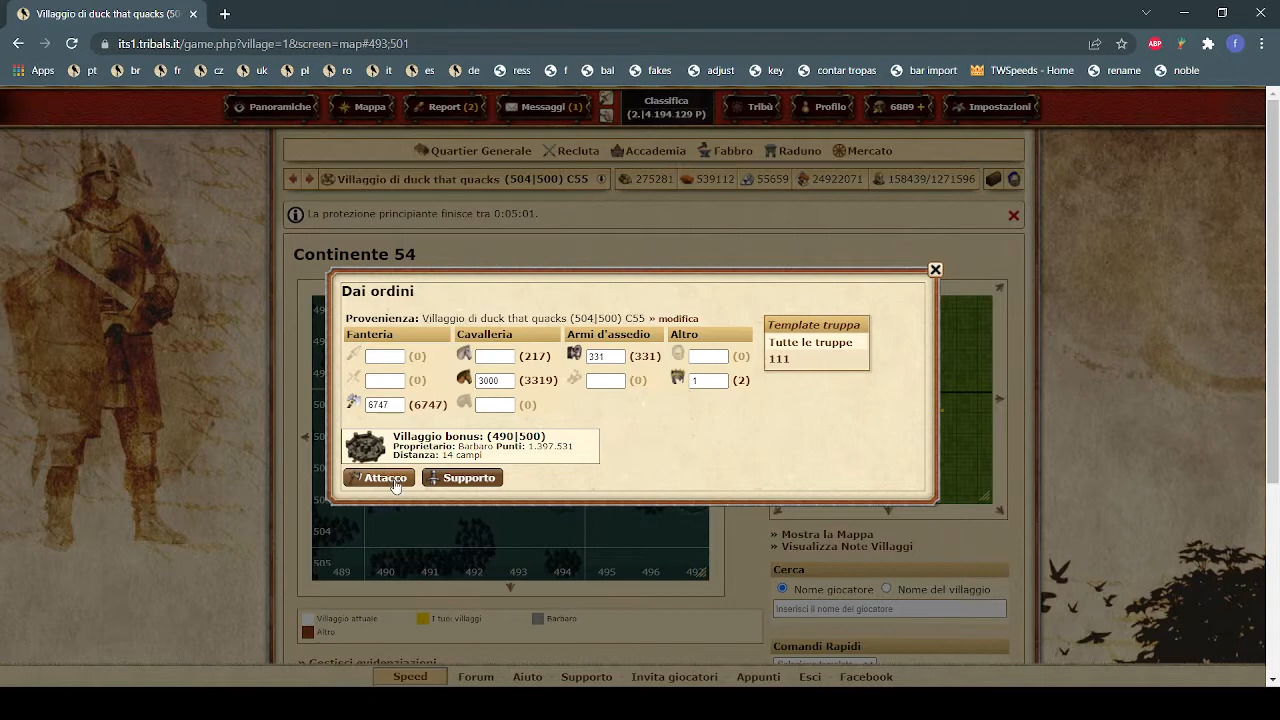 Villaggio di duck that quacks (50
its1.tribals.it/game.php?village=1&screen=map#493;501
Apps pt br fr cz uk pl ro it es de ress f bal fakes adjust key contar tropas bar import TWSpeeds - Home rename noble
Panoramiche Mappa Report (2) Messaggi (1) Classifica Tribù Profilo 6889 + Impostazioni
(2.|4.194.129 P)
Quartier Generale Recluta Accademia Fabbro Raduno Mercato
Villaggio di duck that quacks (504|500) C55 275281 539112 55659 24922071 158439/1271596
La protezione principiante finisce tra 0:05:01.
Continente 54
Dai ordini
Provenienza: Villaggio di duck that quacks (504|500) C55 » modifica
Fanteria Cavalleria Armi d'assedio Altro
Template truppa
Tutte le truppe
111
(0) (217) 331 (331) (0)
(0) 3000 (3319) (0) 1 (2)
6747 (6747) (0)
Villaggio bonus: (490|500)
Proprietario: Barbaro Punti: 1.397.531
Distanza: 14 campi
Attacco Supporto
504
505
489 490 491 492 493 494 495 496
» Mostra la Mappa
» Visualizza Note Villaggi
Cerca
Nome giocatore Nome del villaggio
Inserisci il nome del giocatore
Villaggio attuale I tuoi villaggi Barbaro
Altro
Comandi Rapidi
» Gestisci evidenziazioni
Speed Forum Aiuto Supporto Invita giocatori Appunti Esci Facebook